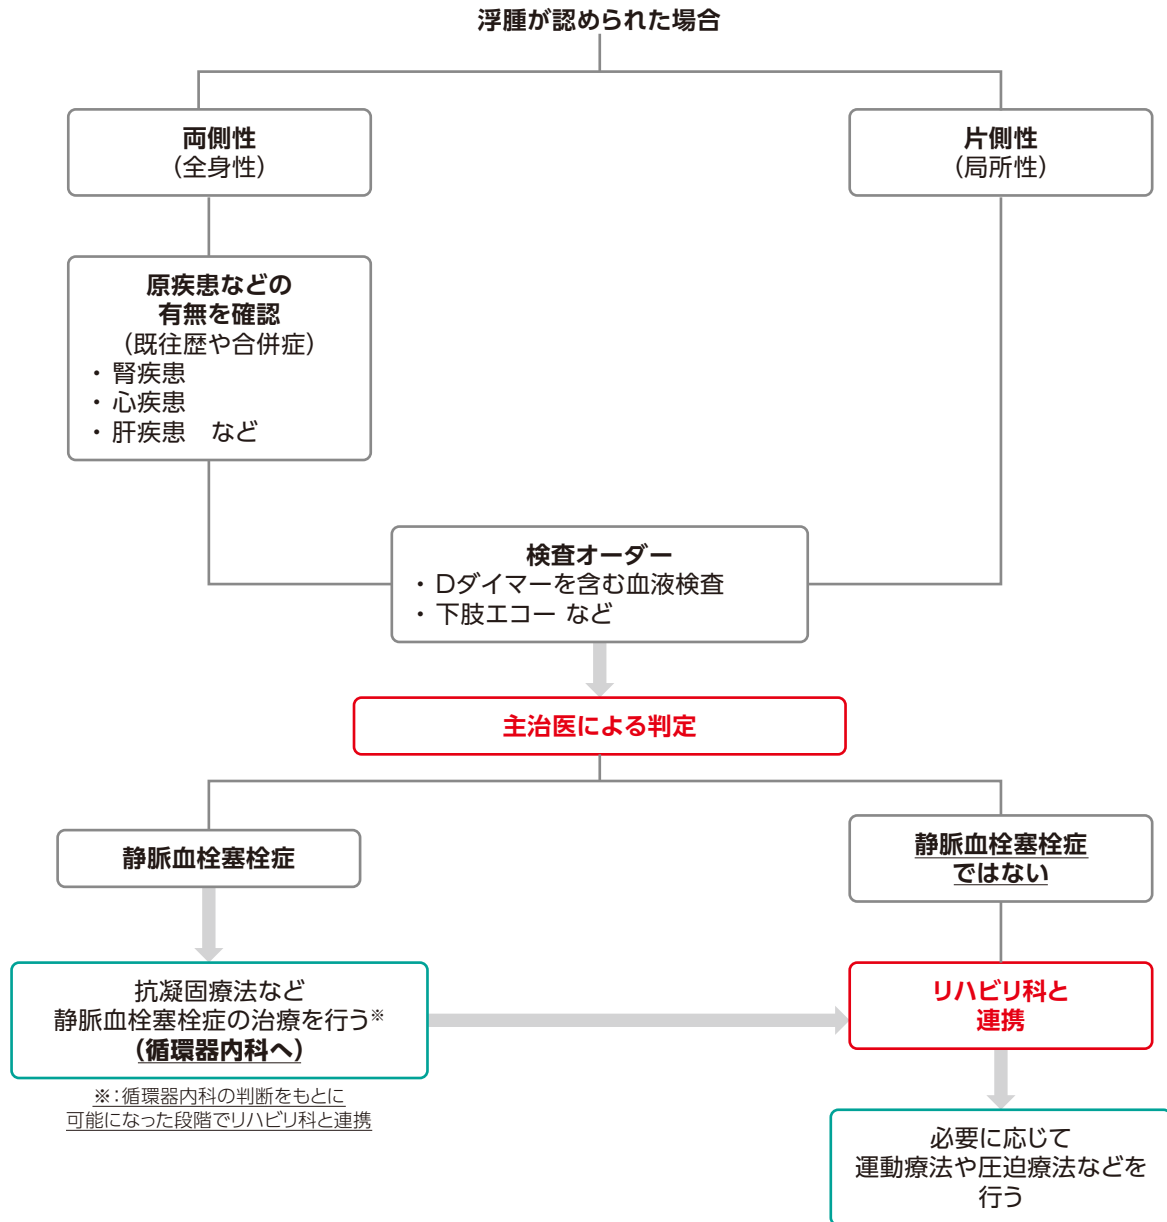 浮腫が認められた場合
両側性
(全身性)
片側性
(局所性)
原疾患などの
有無を確認
(既往歴や合併症)
・ 腎疾患
・ 心疾患
・ 肝疾患　など
検査オーダー
・ Dダイマーを含む血液検査
・ 下肢エコー など
主治医による判定
静脈血栓塞栓症
静脈血栓塞栓症
ではない
抗凝固療法など
静脈血栓塞栓症の治療を行う※
(循環器内科へ)
リハビリ科と
連携
※：循環器内科の判断をもとに
可能になった段階でリハビリ科と連携
必要に応じて
運動療法や圧迫療法などを
行う